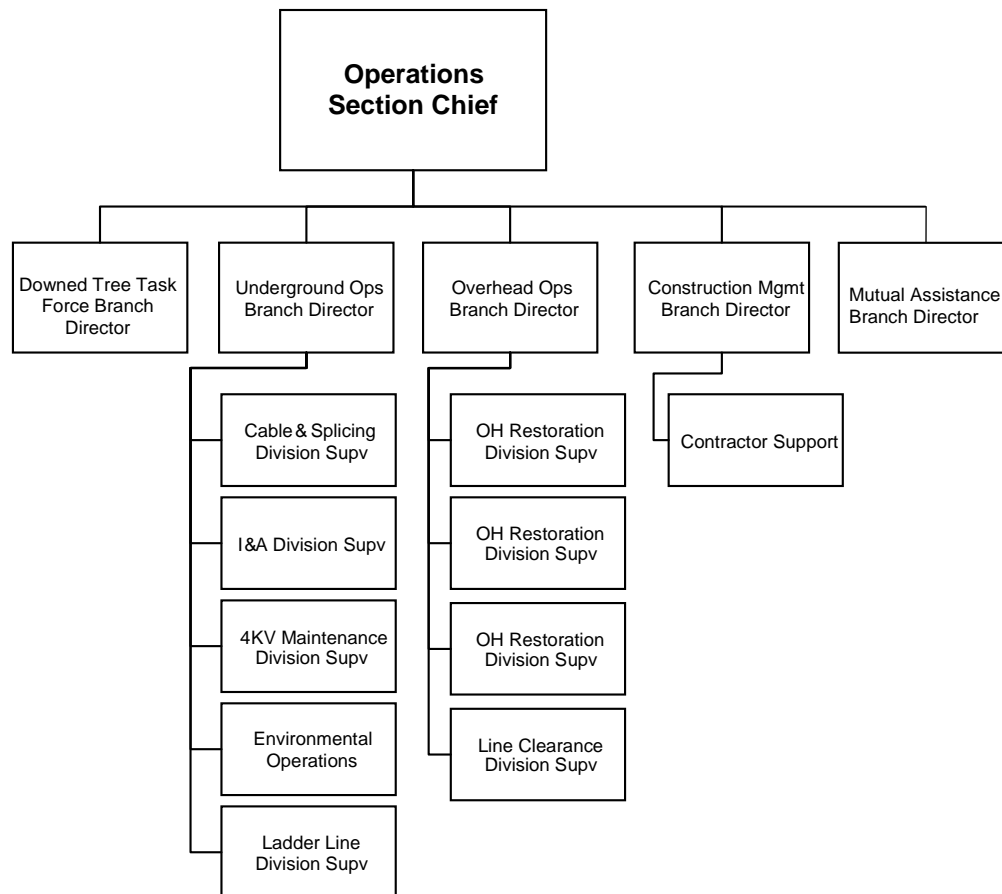 Operations
Section Chief
Downed Tree Task
Force Branch
Director
Underground Ops
Branch Director
Overhead Ops
Branch Director
Construction Mgmt
Branch Director
Mutual Assistance
Branch Director
Cable & Splicing
Division Supv
I&A Division Supv
4KV Maintenance
Division Supv
Environmental
Operations
Ladder Line
Division Supv
OH Restoration
Division Supv
OH Restoration
Division Supv
OH Restoration
Division Supv
Line Clearance
Division Supv
Contractor Support